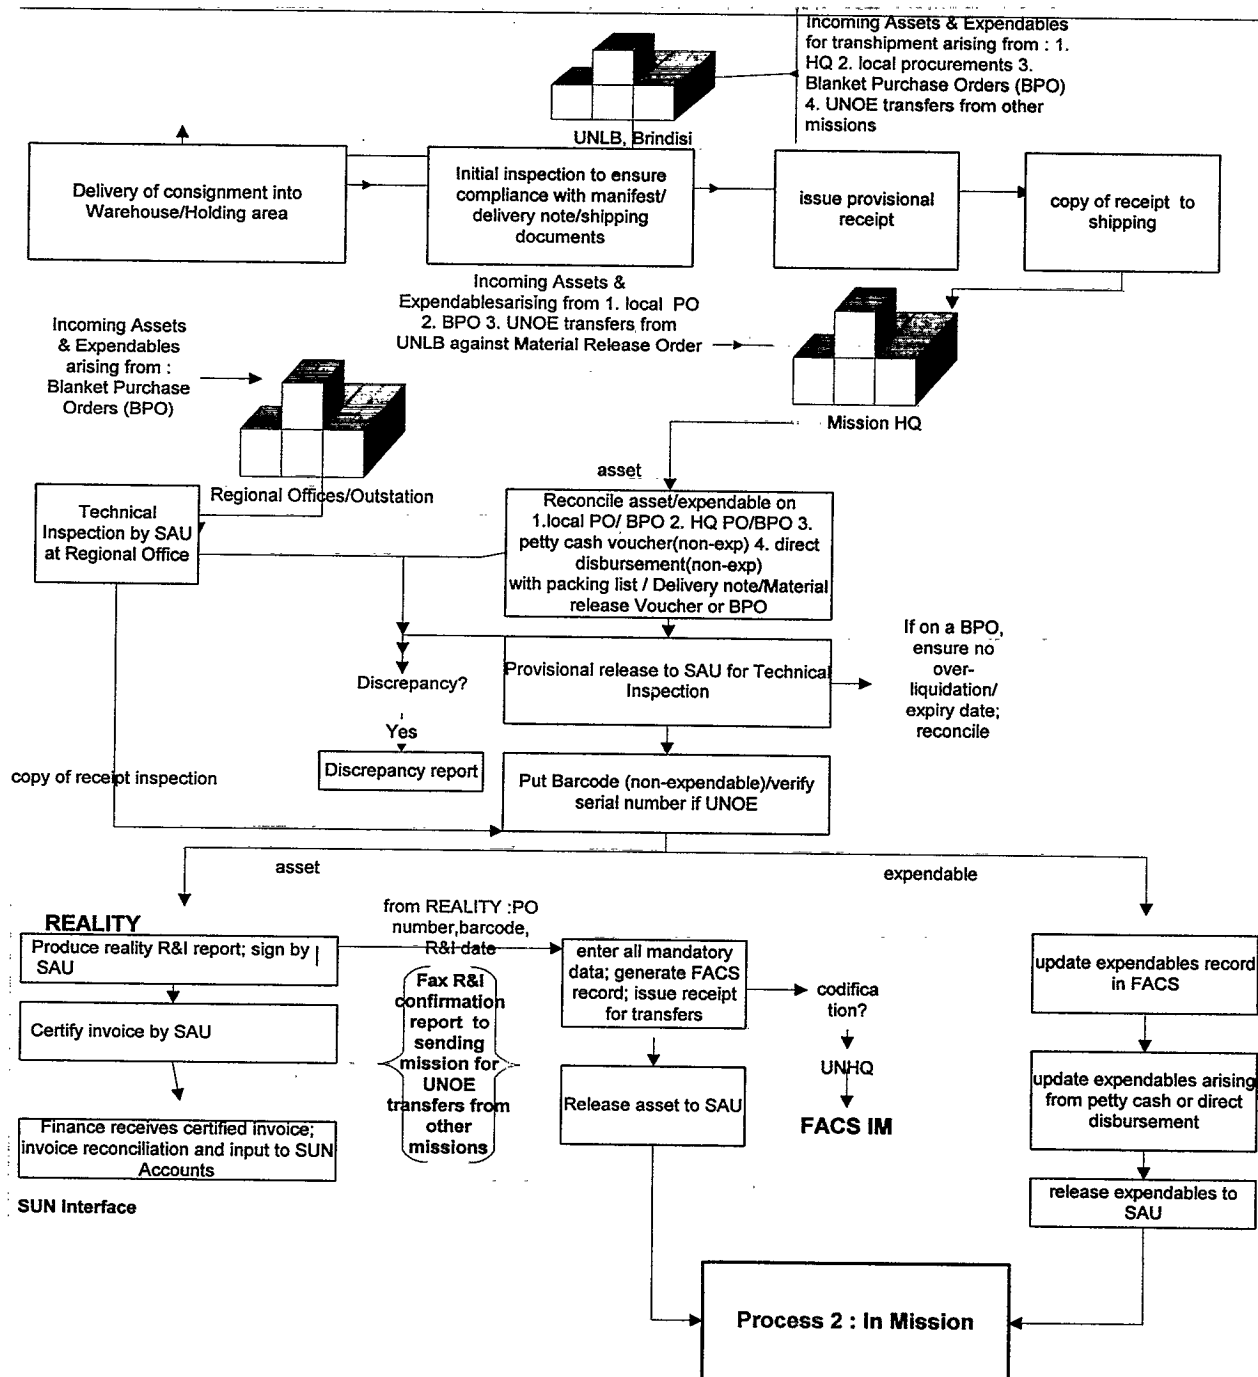 Incoming Assets & Expendables
for transhipment arising from : 1.
HQ 2. local procurements 3.
Blanket Purchase Orders (BPO)
4. UNOE transfers from other
missions
UNLB, Brindisi
Delivery of consignment into
Warehouse/Holding area
Initial inspection to ensure
compliance with manifest/
delivery note/shipping
documents
issue provisional
receipt
copy of receipt to
shipping
Incoming Assets &
Expendablesarising from 1. local PO
2. BPO 3. UNOE transfers from
UNLB against Material Release Order
Incoming Assets
& Expendables
arising from :
Blanket Purchase
Orders (BPO)
Mission HQ
Regional Offices/Outstation
asset
Technical
Inspection by SAU
at Regional Office
Reconcile asset/expendable on
1.local PO/ BPO 2. HQ PO/BPO 3.
petty cash voucher(non-exp) 4. direct
disbursement(non-exp)
with packing list / Delivery note/Material
release Voucher or BPO
Provisional release to SAU for Technical
Inspection
If on a BPO,
ensure no
over-
liquidation/
expiry date;
reconcile
Discrepancy?
Yes
Discrepancy report
copy of receipt inspection
Put Barcode (non-expendable)/verify
serial number if UNOE
asset
expendable
REALITY
Produce reality R&I report; sign by
SAU
Certify invoice by SAU
Finance receives certified invoice;
invoice reconciliation and input to SUN
Accounts
SUN Interface
from REALITY :PO
number,barcode,
R&I date
Fax R&I
confirmation
report to
sending
mission for
UNOE
transfers from
other
missions
enter all mandatory
data; generate FACS
record; issue receipt
for transfers
codifica
tion?
UNHQ
FACS IM
Release asset to SAU
update expendables record
in FACS
update expendables arising
from petty cash or direct
disbursement
release expendables to
SAU
Process 2 : In Mission